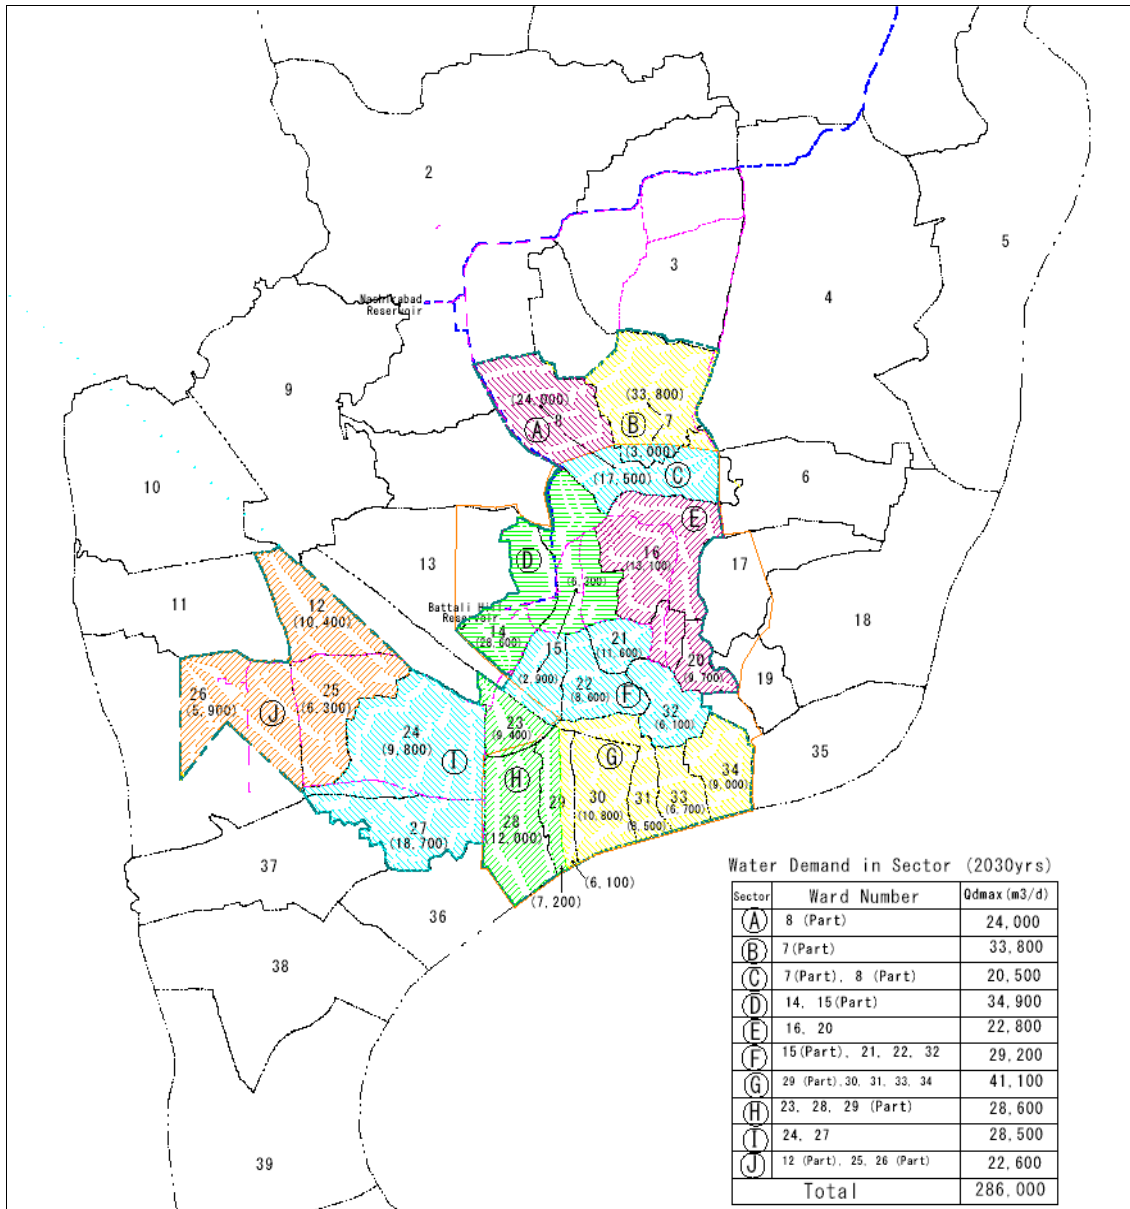 2
5
3
4
Nashirabad
Reservoir
9
(24,000)
(33,800)
8
7
A
B
(3,000)
C
(17,500)
6
10
E
16
(13,100)
D
13
17
(6,300)
11
12
(10,400)
Battali Hill
Reservoir
14
(28,600)
18
15
21
(11,600)
20
(9,700)
19
(2,900)
22
(8,600)
F
26
(5,900)
25
(6,300)
J
32
(6,100)
23
(9,400)
24
(9,800)
I
G
35
H
34
(9,000)
29
30
(10,800)
31
33
(6,700)
(8,500)
28
(12,000)
27
(18,700)
37
(6,100)
(7,200)
36
38
39
Water Demand in Sector (2030yrs)
Sector Ward Number Qdmax(m3/d)
A 8 (Part) 24,000
B 7(Part) 33,800
C 7(Part), 8 (Part) 20,500
D 14, 15(Part) 34,900
E 16, 20 22,800
F 15(Part), 21, 22, 32 29,200
G 29 (Part),30, 31, 33, 34 41,100
H 23, 28, 29 (Part) 28,600
I 24, 27 28,500
J 12 (Part), 25, 26 (Part) 22,600
Total 286,000